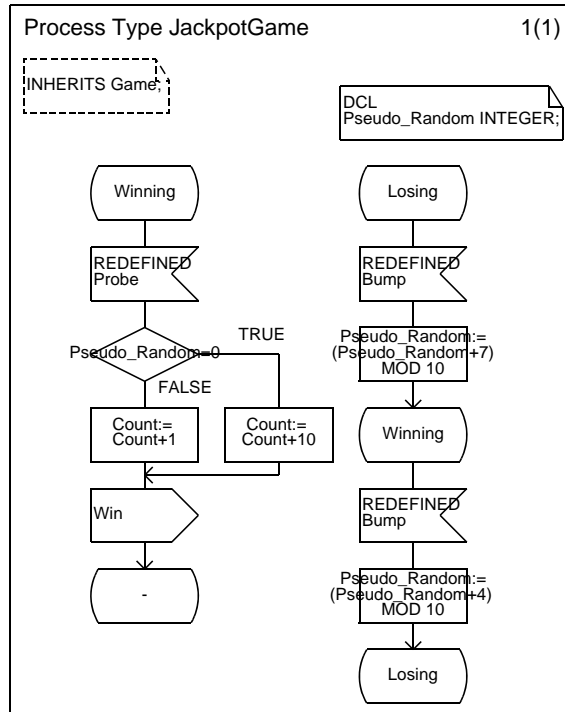 Process Type JackpotGame
1(1)
INHERITS Game;
DCL
Pseudo_Random INTEGER;
Winning
REDEFINED
Probe
Pseudo_Random=0
TRUE
FALSE
Count:=
Count+1
Count:=
Count+10
Win
-
Losing
REDEFINED
Bump
Pseudo_Random:=
(Pseudo_Random+7)
MOD 10
Winning
REDEFINED
Bump
Pseudo_Random:=
(Pseudo_Random+4)
MOD 10
Losing